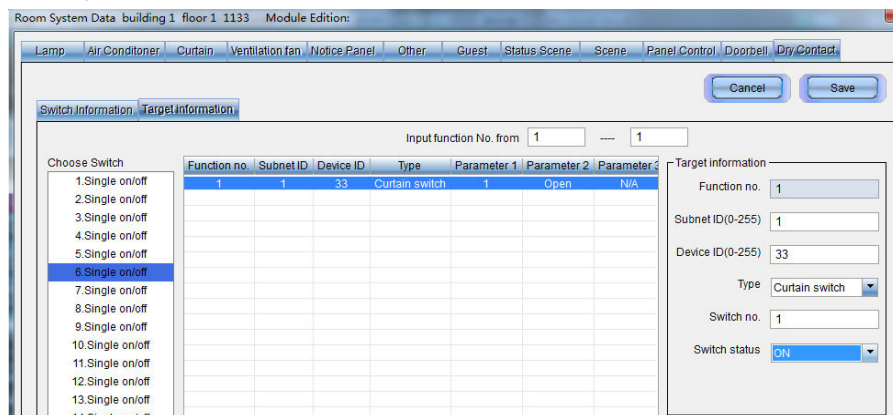 Room System Data building 1 floor 1 1133 Module Edition:
Lamp Air Conditoner Curtain Ventilation fan Notice Panel Other Guest Status Scene Scene Panel Control Doorbell Dry Contact
Cancel Save
Switch Information Target information
Input function No. from 1 ---- 1
Choose Switch
1.Single on/off
2.Single on/off
3.Single on/off
4.Single on/off
5.Single on/off
6.Single on/off
7.Single on/off
8.Single on/off
9.Single on/off
10.Single on/off
11.Single on/off
12.Single on/off
13.Single on/off
Function no. Subnet ID Device ID Type Parameter 1 Parameter 2 Parameter 3
1 1 33 Curtain switch 1 Open N/A
Target information
Function no. 1
Subnet ID(0-255) 1
Device ID(0-255) 33
Type Curtain switch
Switch no. 1
Switch status ON